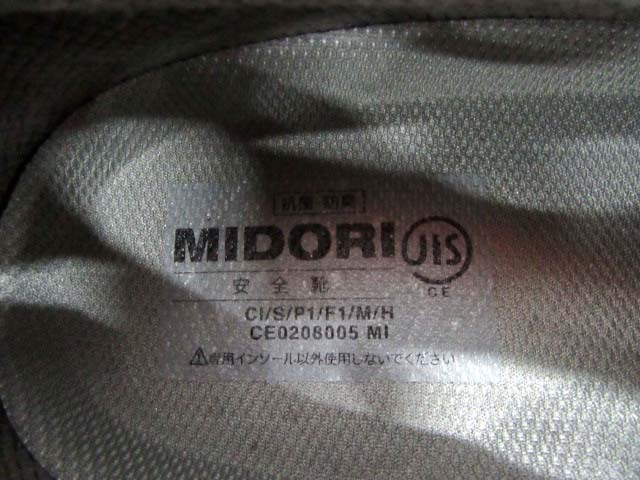 抗菌 防臭
MIDORI JIS
安全靴 CE
CI/S/P1/F1/M/H
CE0208005 MI
⚠専用インソール以外使用しないでください